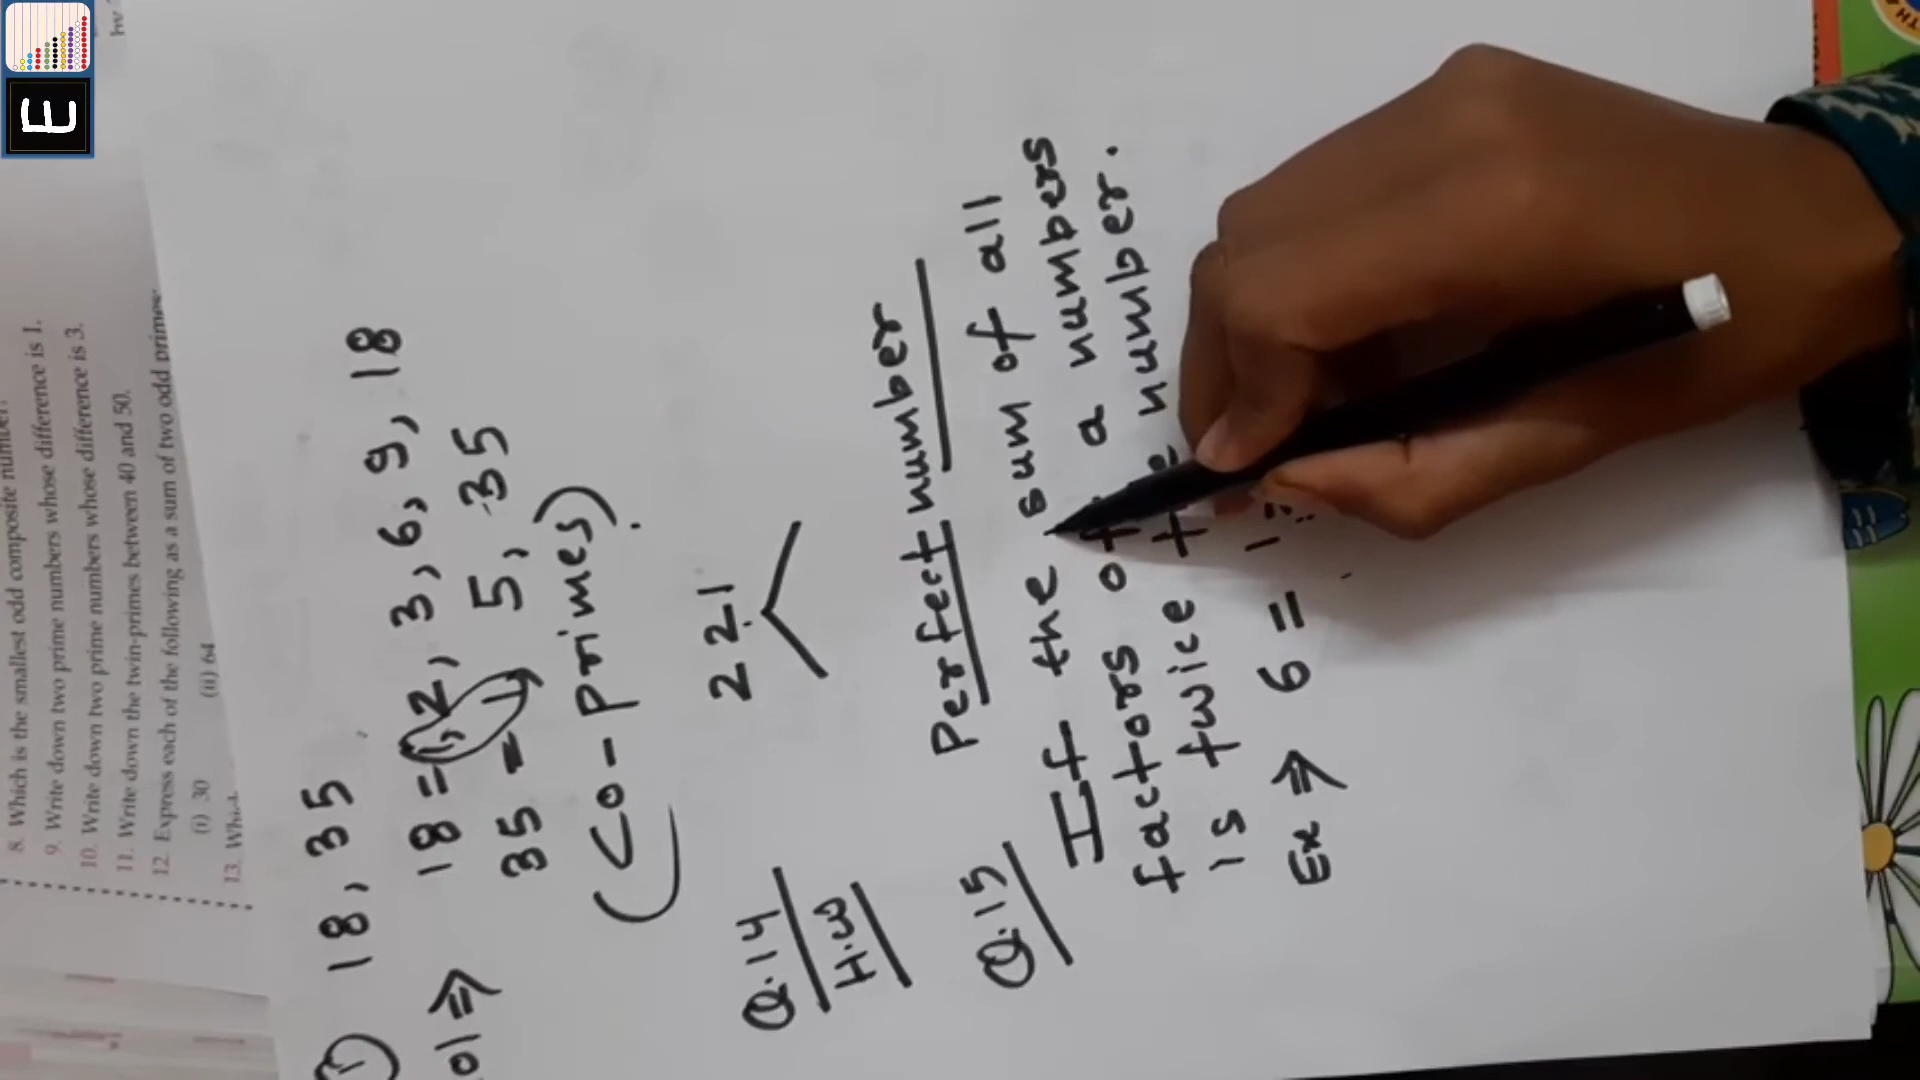 8. Which is the smallest odd composite number.
9. Write down two prime numbers whose difference is 1.
10. Write down two prime numbers whose difference is 3.
11. Write down the twin-primes between 40 and 50.
12. Express each of the following as a sum of two odd primes
(i) 30 (ii) 64
13.
18, 35
18 = 1, 2, 3, 6, 9, 18
35 = 1, 5, 35
(Co-primes)
Q.14 221
H.W
Q.15 Perfect number
If the sum of all
factors of a numbers
is twice the number.
Ex ⇒ 6 = 1,
E